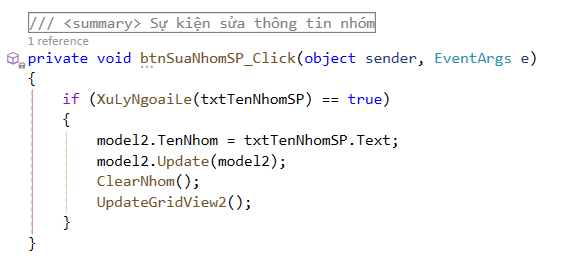 /// <summary> Sự kiện sửa thông tin nhóm
1 reference
private void btnSuaNhomSP_Click(object sender, EventArgs e)
{
if (XuLyNgoaiLe(txtTenNhomSP) == true)
{
model2.TenNhom = txtTenNhomSP.Text;
model2.Update(model2);
ClearNhom();
UpdateGridView2();
}
}